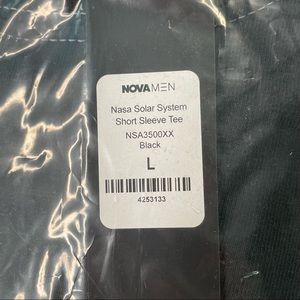 NOVAMEN
Nasa Solar System
Short Sleeve Tee
NSA3500XX
Black
L
4253133